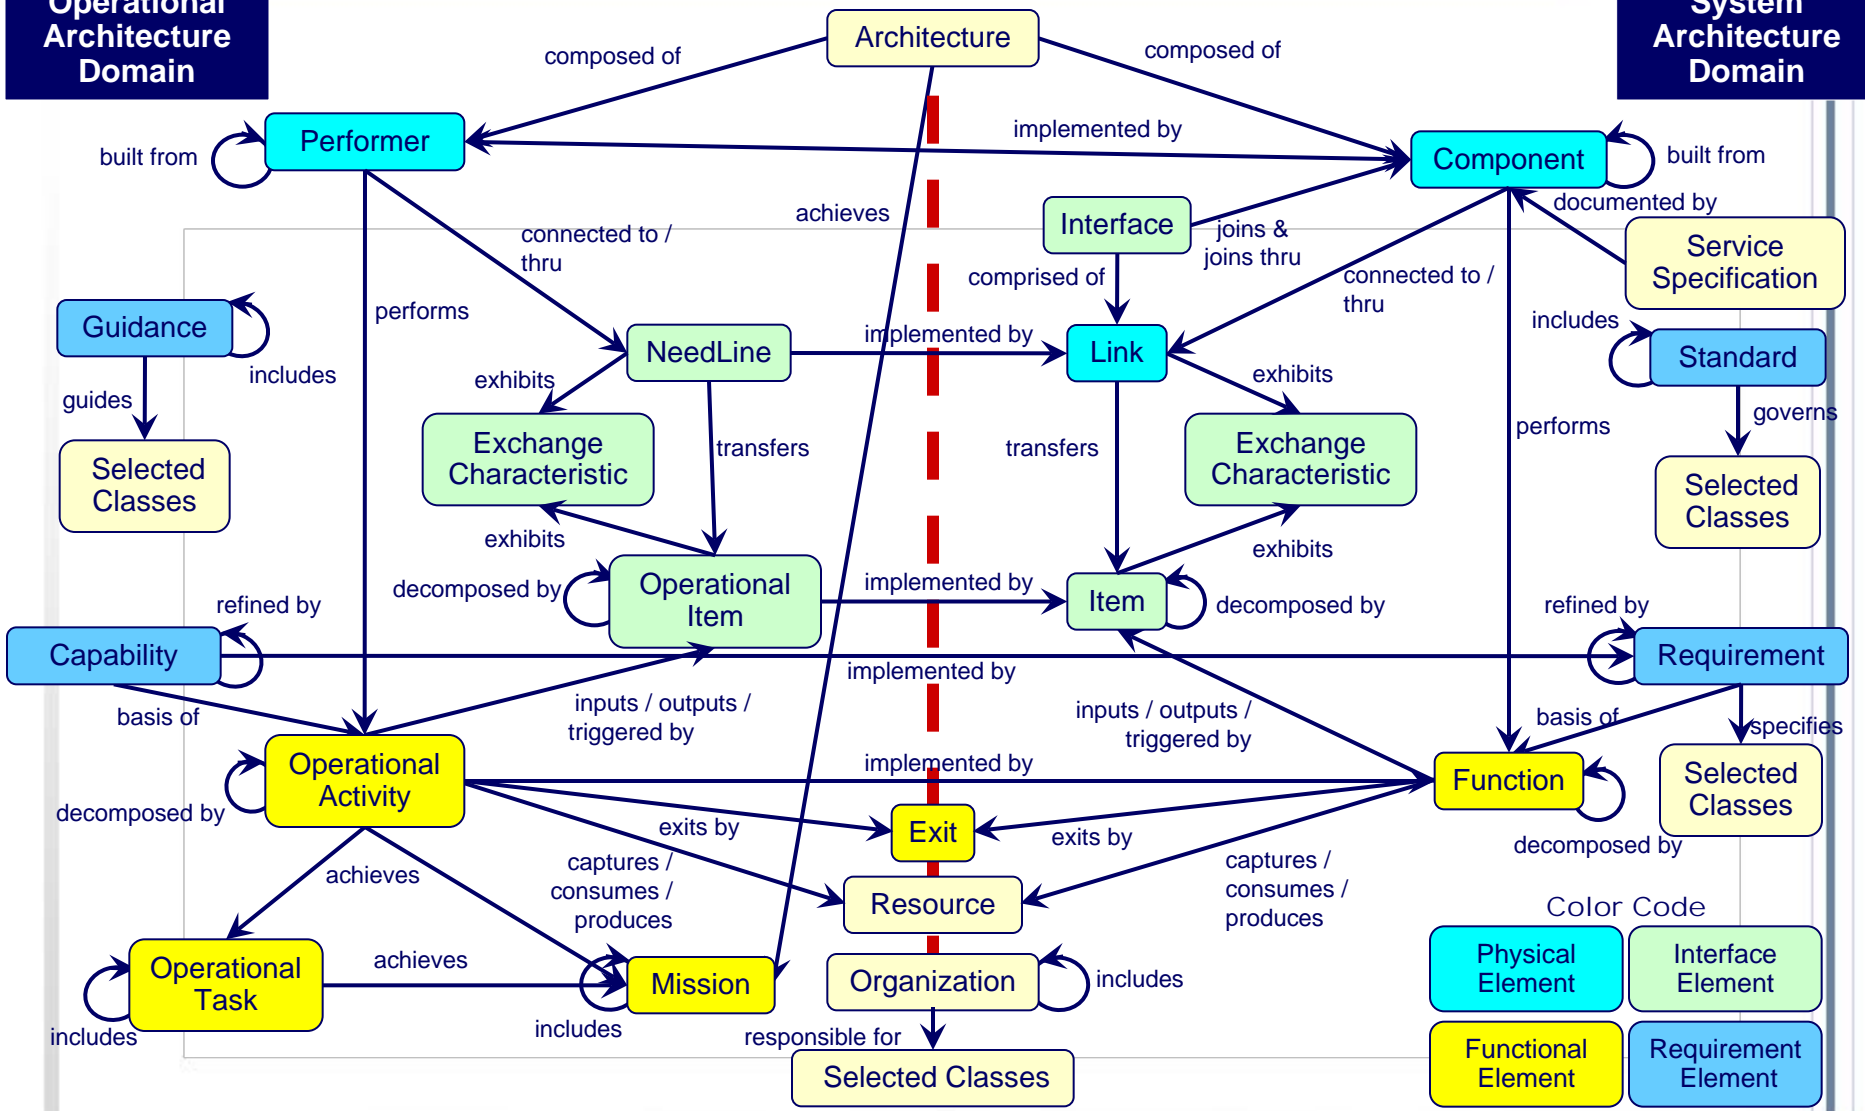 Operational
Architecture
Domain
System
Architecture
Domain
Architecture
composed of
composed of
Performer
built from
implemented by
Component
built from
achieves
Interface
joins &
joins thru
documented by
Service
Specification
connected to /
thru
comprised of
connected to /
thru
performs
Guidance
includes
guides
Selected
Classes
NeedLine
implemented by
Link
includes
Standard
governs
Selected
Classes
exhibits
exhibits
Exchange
Characteristic
transfers
transfers
Exchange
Characteristic
performs
exhibits
exhibits
decomposed by
Operational
Item
implemented by
Item
decomposed by
refined by
Capability
refined by
Requirement
implemented by
basis of
inputs / outputs /
triggered by
inputs / outputs /
triggered by
basis of
specifies
Selected
Classes
Operational
Activity
decomposed by
implemented by
Function
decomposed by
exits by
Exit
exits by
achieves
captures /
consumes /
produces
Resource
captures /
consumes /
produces
Operational
Task
includes
achieves
Mission
includes
Organization
includes
responsible for
Selected Classes
Color Code
Physical
Element
Interface
Element
Functional
Element
Requirement
Element